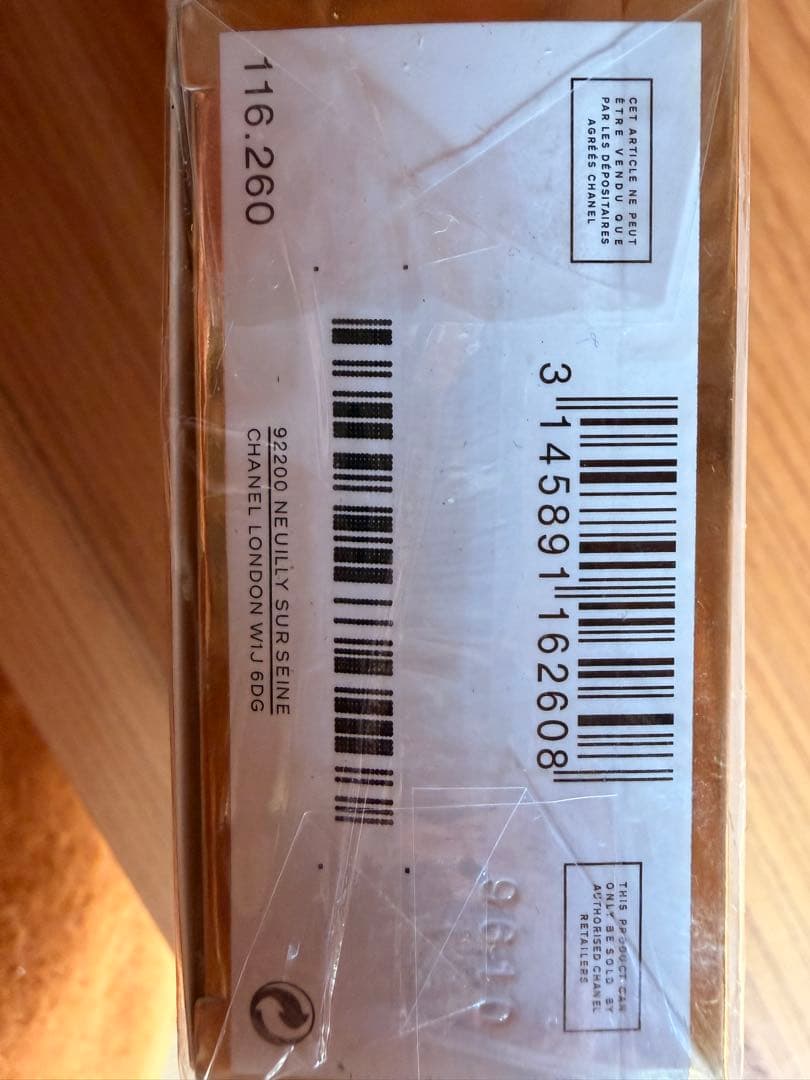 CET ARTICLE NE PEUT
ÊTRE VENDU QUE
PAR LES DÉPOSITAIRES
AGRÉÉS CHANEL
3 145891 162608
THIS PRODUCT CAN
ONLY BE SOLD BY
AUTHORISED CHANEL
RETAILERS
9610
116.260
92200 NEUILLY SUR SEINE
CHANEL LONDON W1J 6DG